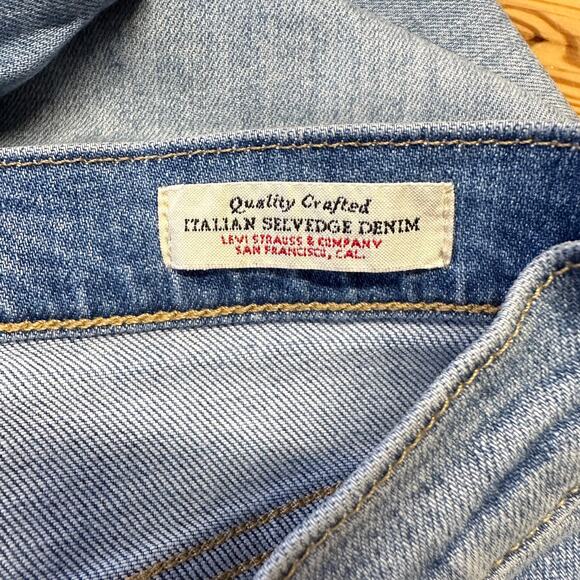 Quality Crafted
ITALIAN SELVEDGE DENIM
LEVI STRAUSS & COMPANY
SAN FRANCISCO, CAL.